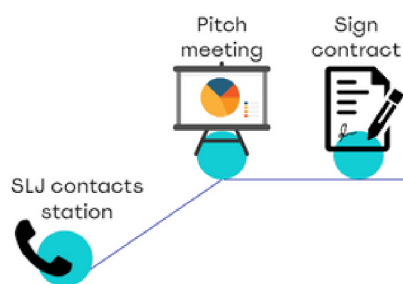 Pitch
meeting
Sign
contract
SLJ contacts
station